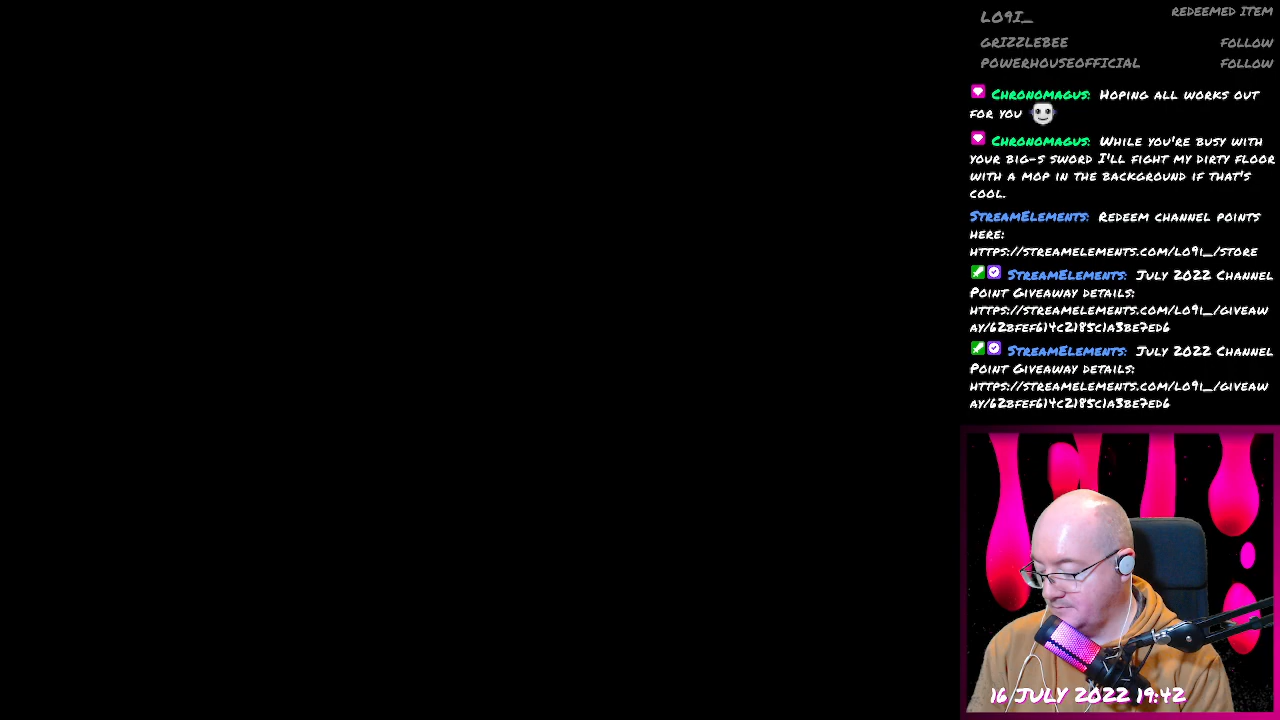 LO9I_ REDEEMED ITEM
GRIZZLEBEE FOLLOW
POWERHOUSEOFFICIAL FOLLOW
CHRONOMAGUS: HOPING ALL WORKS OUT
FOR YOU
CHRONOMAGUS: WHILE YOU'RE BUSY WITH
YOUR BIG-S SWORD I'LL FIGHT MY DIRTY FLOOR
WITH A MOP IN THE BACKGROUND IF THAT'S
COOL.
STREAMELEMENTS: REDEEM CHANNEL POINTS
HERE:
HTTPS://STREAMELEMENTS.COM/LO9I_/STORE
STREAMELEMENTS: JULY 2022 CHANNEL
POINT GIVEAWAY DETAILS:
HTTPS://STREAMELEMENTS.COM/LO9I_/GIVEAW
AY/62BFEF614C2185C1A3BE7ED6
STREAMELEMENTS: JULY 2022 CHANNEL
POINT GIVEAWAY DETAILS:
HTTPS://STREAMELEMENTS.COM/LO9I_/GIVEAW
AY/62BFEF614C2185C1A3BE7ED6
16 JULY 2022 19:42